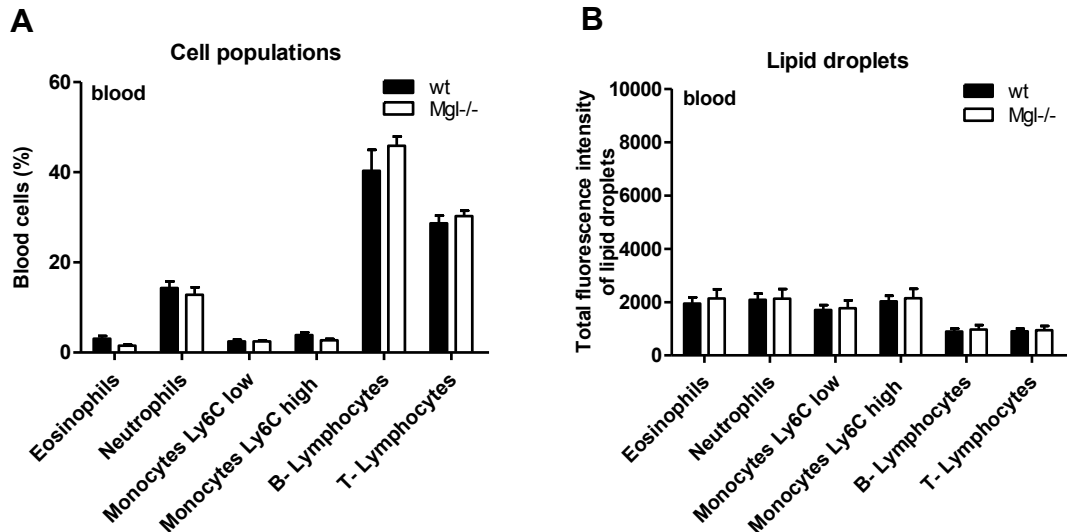 A
Cell populations
60
40
20
0
Blood cells (%)
blood
wt
Mgl-/-
Eosinophils
Neutrophils
Monocytes Ly6C low
Monocytes Ly6C high
B- Lymphocytes
T- Lymphocytes
B
Lipid droplets
10000
8000
6000
4000
2000
0
Total fluorescence intensity
of lipid droplets
blood
wt
Mgl-/-
Eosinophils
Neutrophils
Monocytes Ly6C low
Monocytes Ly6C high
B- Lymphocytes
T- Lymphocytes